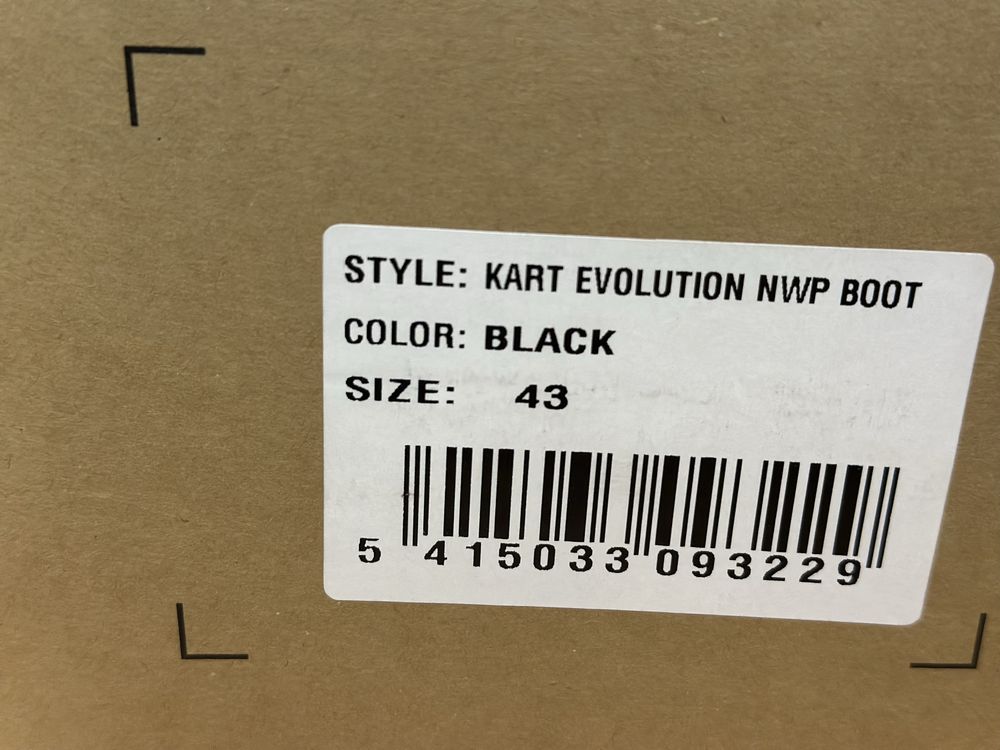 STYLE: KART EVOLUTION NWP BOOT
COLOR: BLACK
SIZE: 43
5 415033 093229